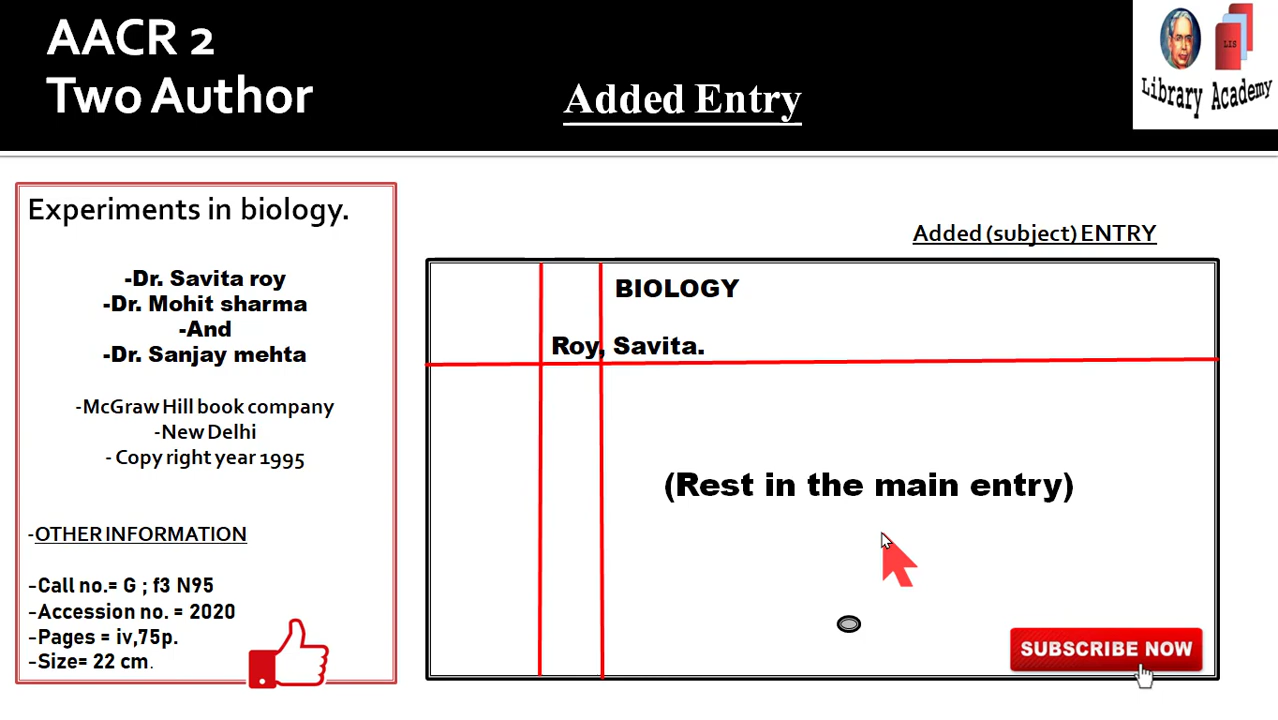 AACR 2
Two Author
Added Entry
LIS
Library Academy
Experiments in biology.
-Dr. Savita roy
-Dr. Mohit sharma
-And
-Dr. Sanjay mehta
-McGraw Hill book company
-New Delhi
- Copy right year 1995
-OTHER INFORMATION
-Call no.= G ; f3 N95
-Accession no. = 2020
-Pages = iv,75p.
-Size= 22 cm.
Added (subject) ENTRY
BIOLOGY
Roy, Savita.
(Rest in the main entry)
SUBSCRIBE NOW